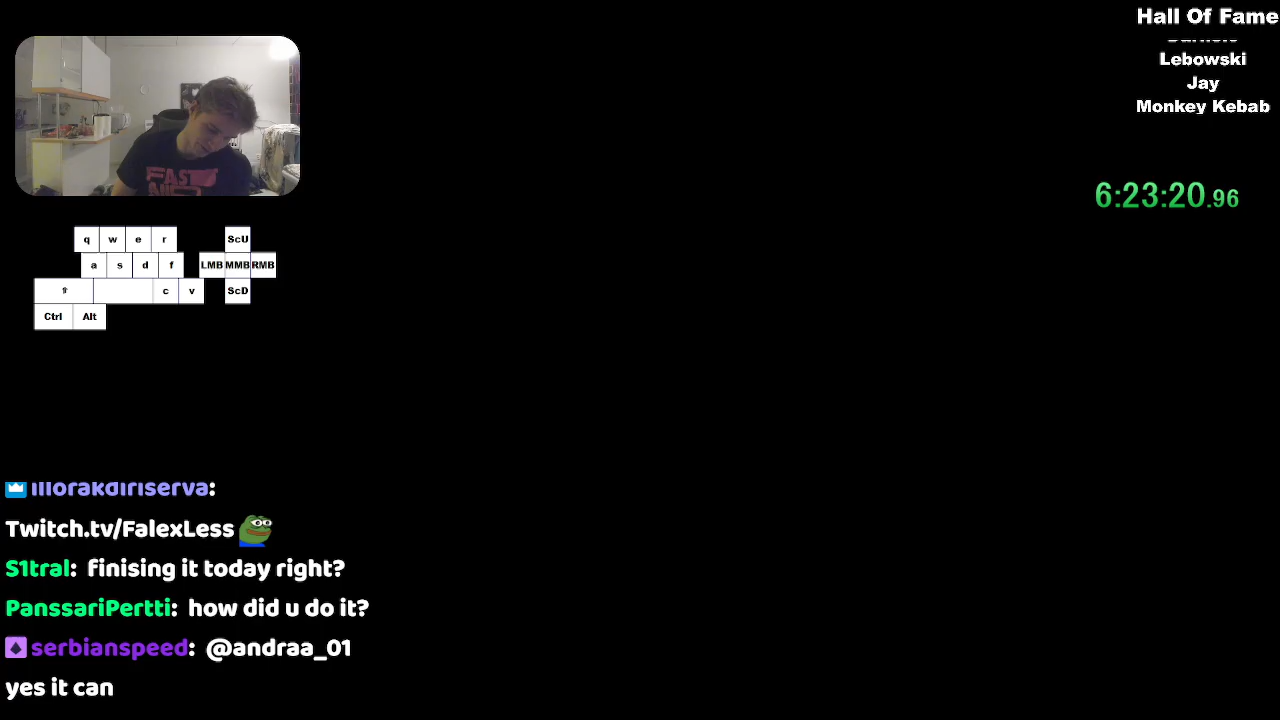 Hall Of Fame
Lebowski
Jay
Monkey Kebab
6:23:20.96
q w e r ScU
a s d f LMB MMB RMB
⇧ c v ScD
Ctrl Alt
illorakdiriserva:
Twitch.tv/FalexLess
S1tral: finising it today right?
PanssariPertti: how did u do it?
serbianspeed: @andraa_01
yes it can